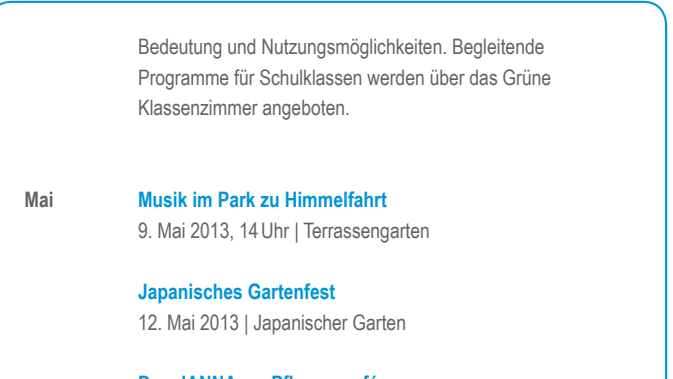 Bedeutung und Nutzungsmöglichkeiten. Begleitende
Programme für Schulklassen werden über das Grüne
Klassenzimmer angeboten.
Mai Musik im Park zu Himmelfahrt
9. Mai 2013, 14 Uhr | Terrassengarten
Japanisches Gartenfest
12. Mai 2013 | Japanischer Garten